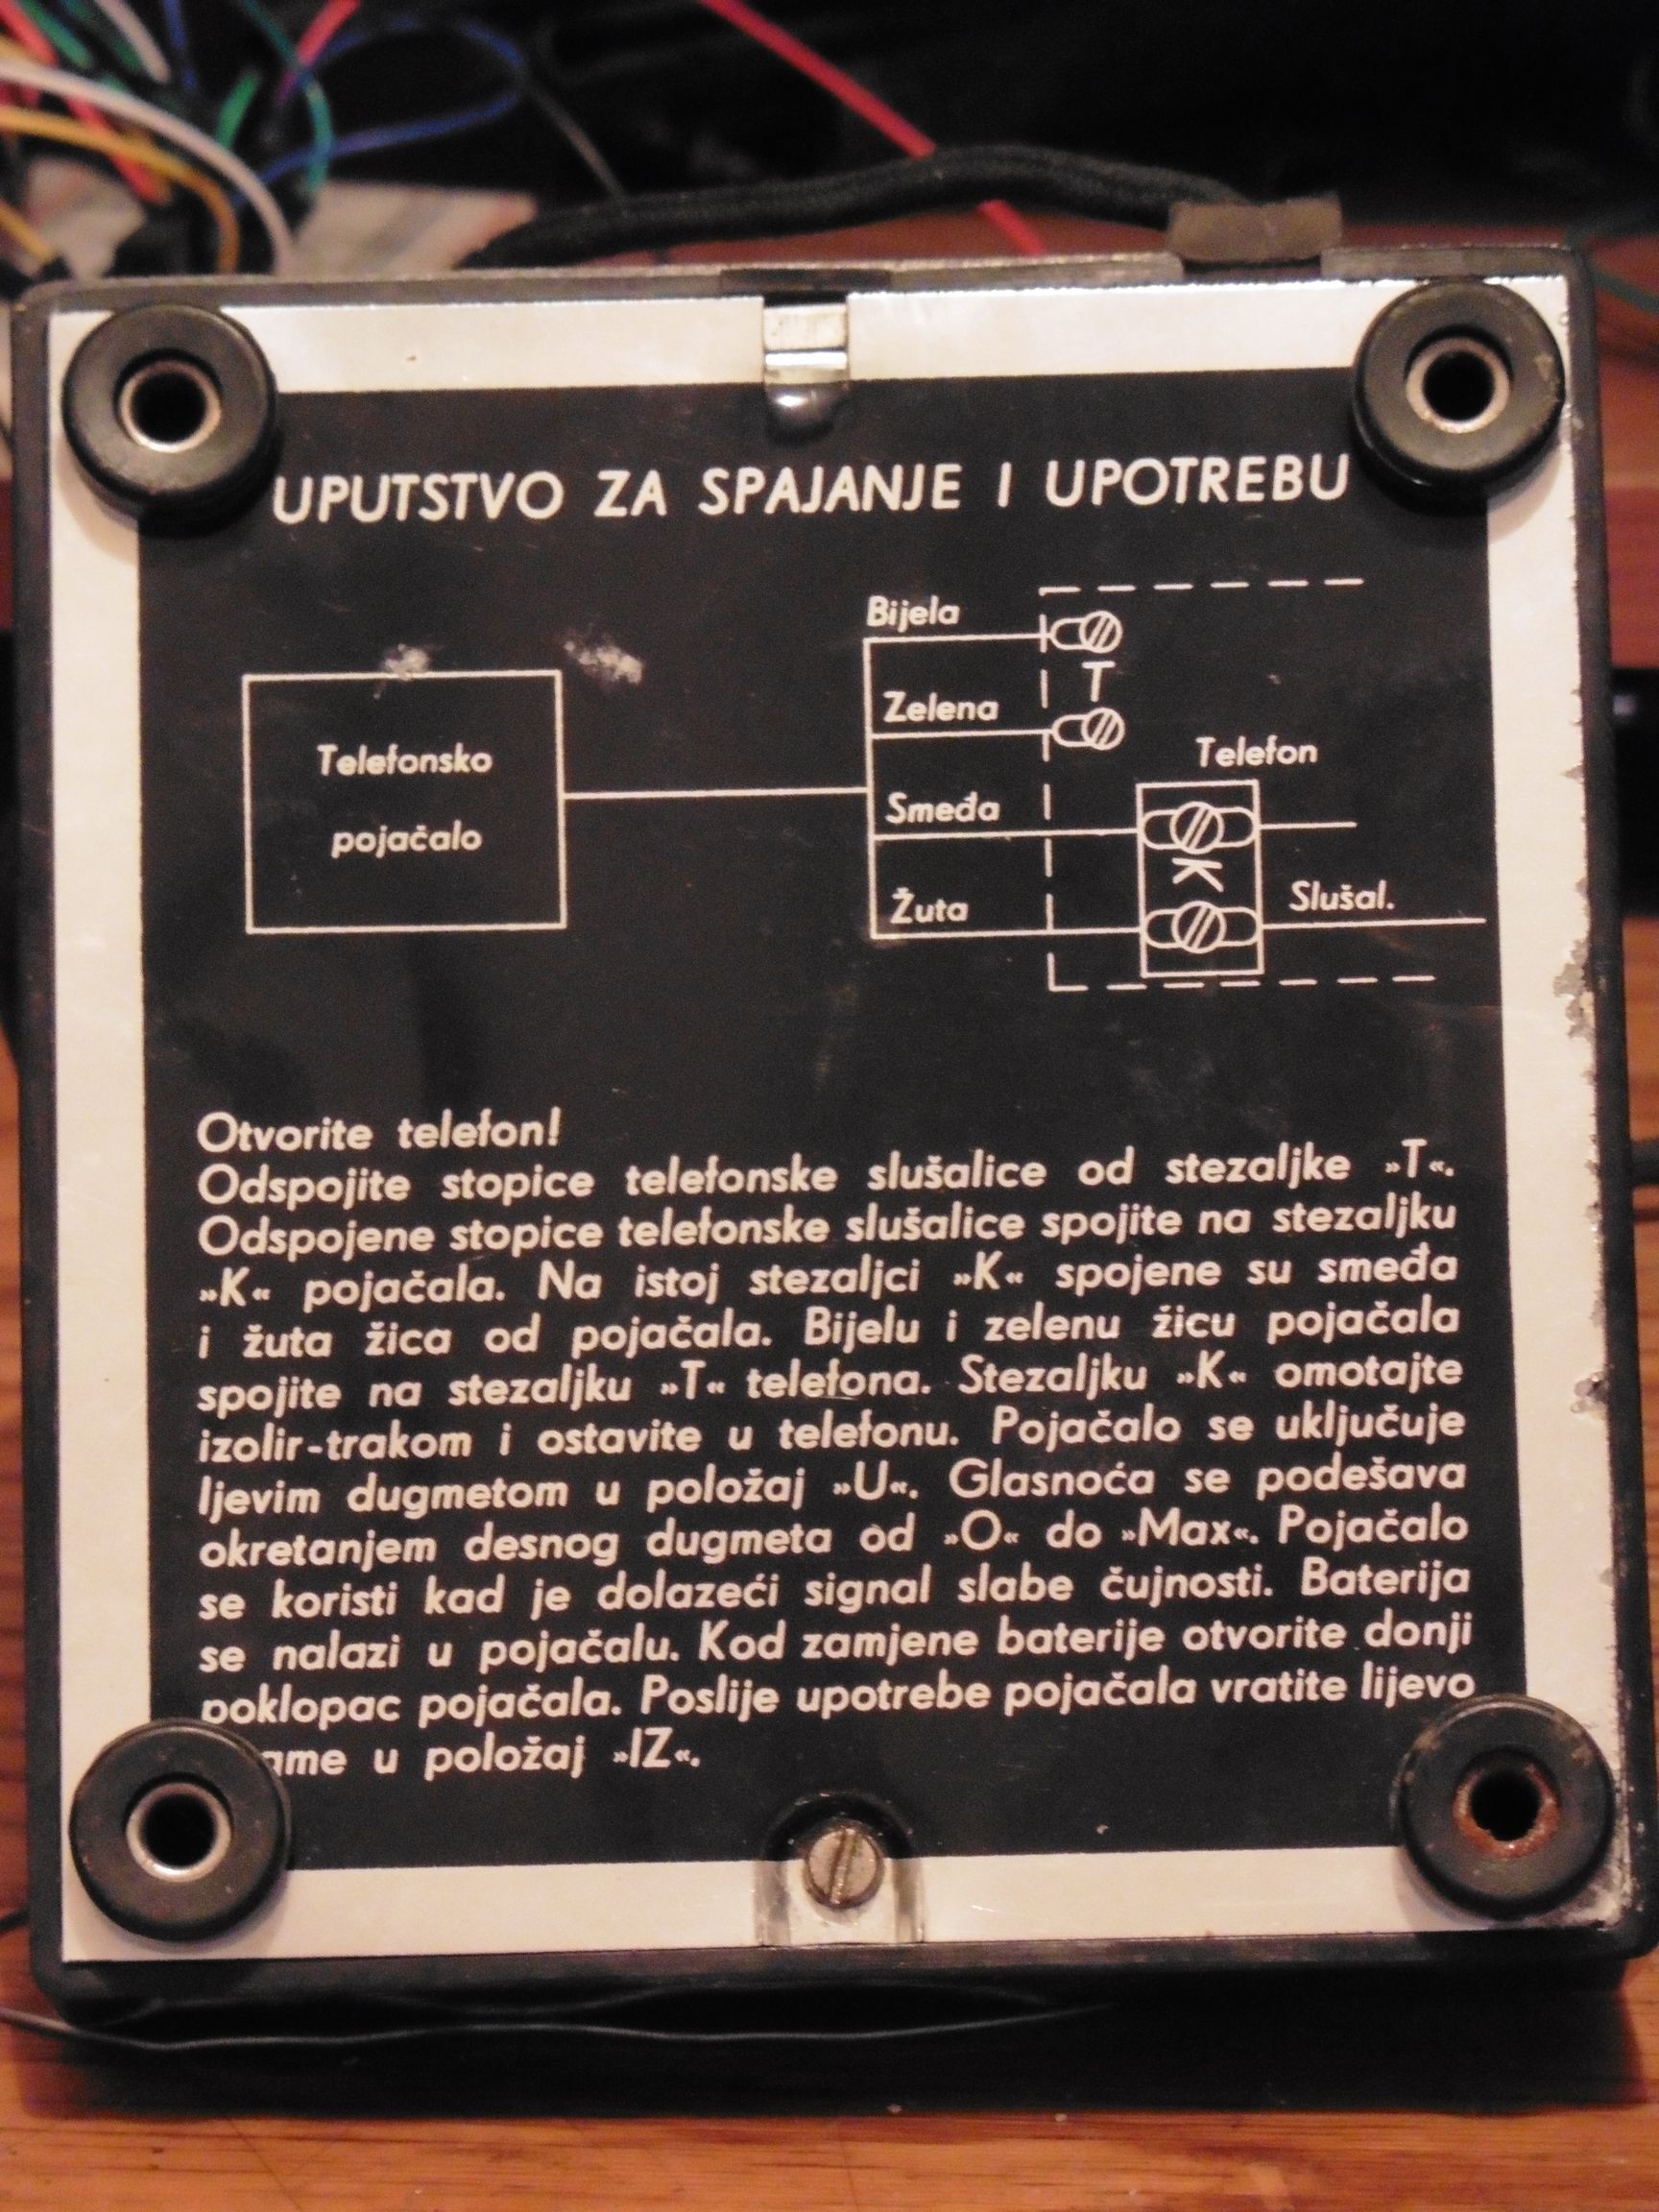 UPUTSTVO ZA SPAJANJE I UPOTREBU
Bijela
T
Zelena
Telefon
Telefonsko
pojačalo
Smeđa
K
Žuta
Slušal.
Otvorite telefon!
Odspojite stopice telefonske slušalice od stezaljke »T«.
Odspojene stopice telefonske slušalice spojite na stezaljku
»K« pojačala. Na istoj stezaljci »K« spojene su smeđa
i žuta žica od pojačala. Bijelu i zelenu žicu pojačala
spojite na stezaljku »T« telefona. Stezaljku »K« omotajte
izolir-trakom i ostavite u telefonu. Pojačalo se uključuje
ljevim dugmetom u položaj »U«. Glasnoća se podešava
okretanjem desnog dugmeta od »O« do »Max«. Pojačalo
se koristi kad je dolazeći signal slabe čujnosti. Baterija
se nalazi u pojačalu. Kod zamjene baterije otvorite donji
poklopac pojačala. Poslije upotrebe pojačala vratite lijevo
u položaj »IZ«.